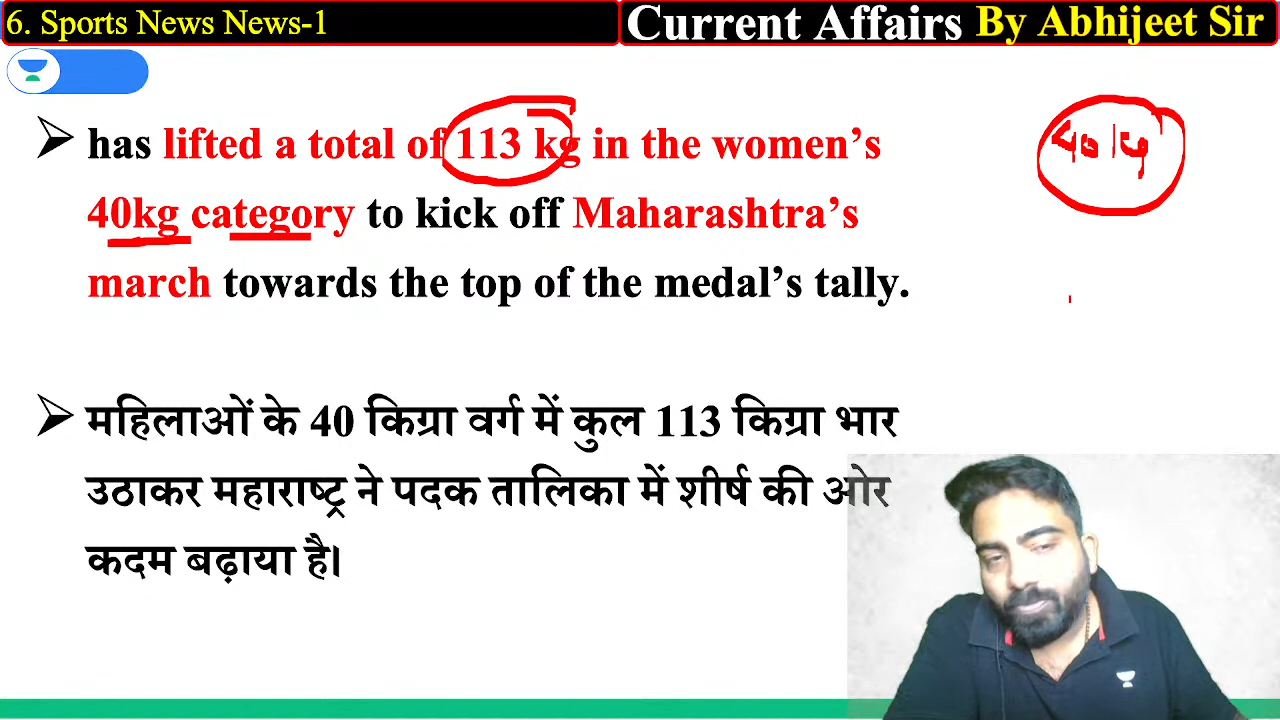 6. Sports News News-1
Current Affairs By Abhijeet Sir
has lifted a total of 113 kg in the women’s
40kg category to kick off Maharashtra’s
march towards the top of the medal’s tally.
महिलाओं के 40 किग्रा वर्ग में कुल 113 किग्रा भार
उठाकर महाराष्ट्र ने पदक तालिका में शीर्ष की ओर
कदम बढ़ाया है।